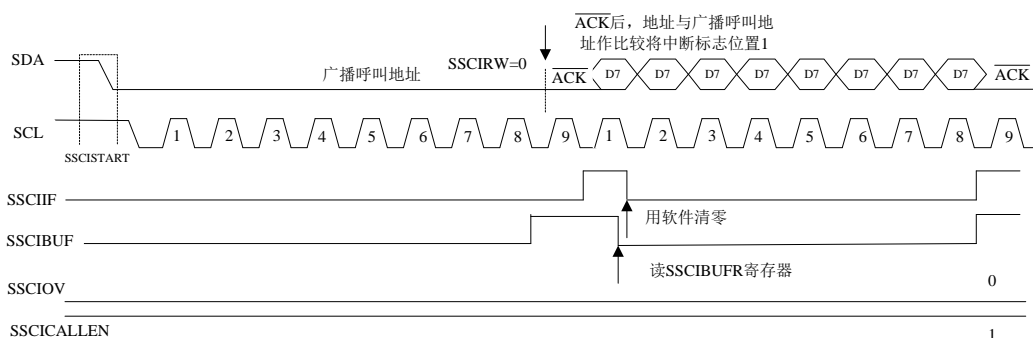 ACK后，地址与广播呼叫地
址作比较将中断标志位置1
SDA
广播呼叫地址
SSCIRW=0
ACK D7 D7 D7 D7 D7 D7 D7 D7 ACK
SCL
1 2 3 4 5 6 7 8 9 1 2 3 4 5 6 7 8 9
SSCISTART
SSCIIF
用软件清零
SSCIBUF
读SSCIBUFR寄存器
SSCIOV
0
SSCICALLEN
1